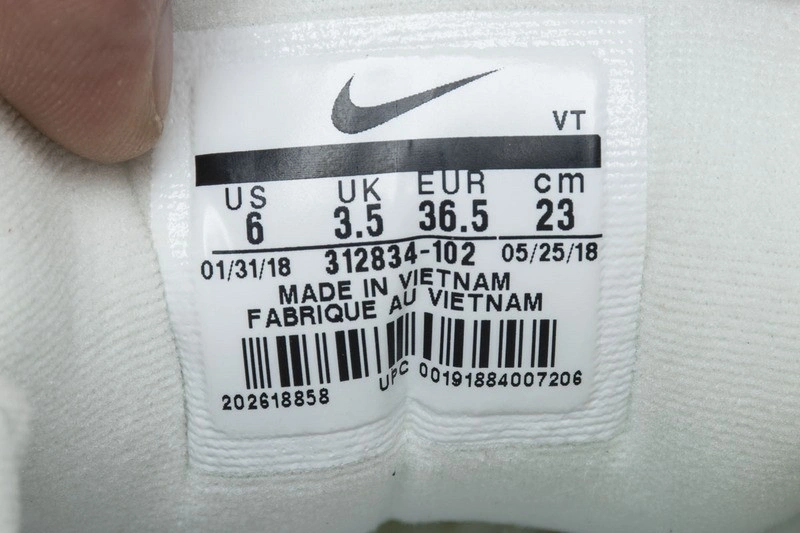 VT
US UK EUR cm
6 3.5 36.5 23
01/31/18 312834-102 05/25/18
MADE IN VIETNAM
FABRIQUE AU VIETNAM
202618858 UPC 00191884007206